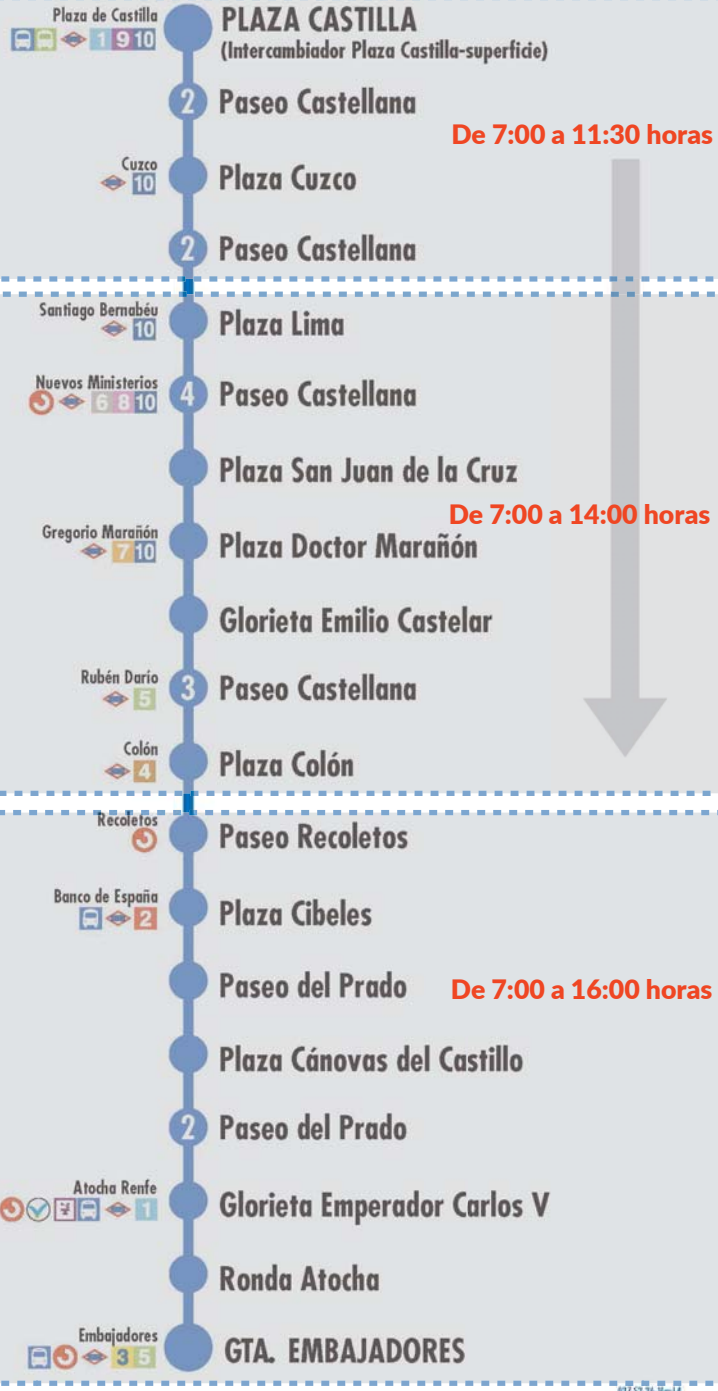 Plaza de Castilla
1 9 10
PLAZA CASTILLA
(Intercambiador Plaza Castilla-superficie)
2 Paseo Castellana
De 7:00 a 11:30 horas
Cuzco
10
Plaza Cuzco
2 Paseo Castellana
Santiago Bernabéu
10
Plaza Lima
Nuevos Ministerios
6 8 10
4 Paseo Castellana
Plaza San Juan de la Cruz
De 7:00 a 14:00 horas
Gregorio Marañón
7 10
Plaza Doctor Marañón
Glorieta Emilio Castelar
Rubén Darío
5
3 Paseo Castellana
Colón
4
Plaza Colón
Recoletos
Paseo Recoletos
Banco de España
2
Plaza Cibeles
Paseo del Prado
De 7:00 a 16:00 horas
Plaza Cánovas del Castillo
2 Paseo del Prado
Atocha Renfe
1
Glorieta Emperador Carlos V
Ronda Atocha
Embajadores
3 5
GTA. EMBAJADORES